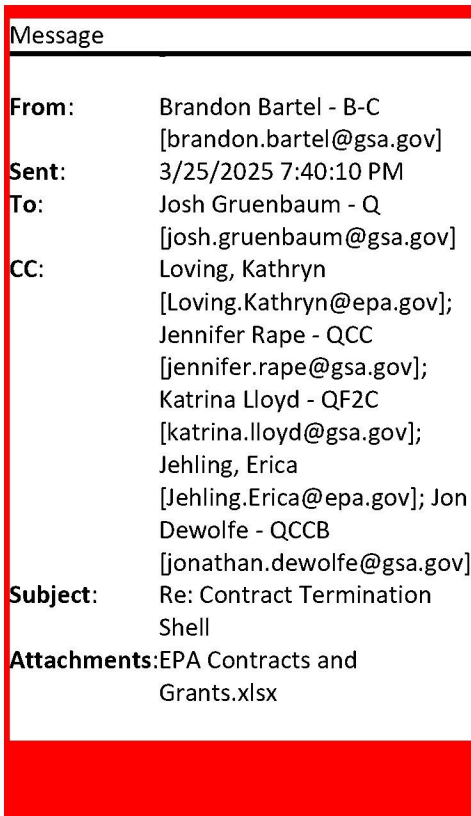 Message
From: Brandon Bartel - B-C
[brandon.bartel@gsa.gov]
Sent: 3/25/2025 7:40:10 PM
To: Josh Gruenbaum - Q
[josh.gruenbaum@gsa.gov]
CC: Loving, Kathryn
[Loving.Kathryn@epa.gov];
Jennifer Rape - QCC
[jennifer.rape@gsa.gov];
Katrina Lloyd - QF2C
[katrina.lloyd@gsa.gov];
Jehling, Erica
[Jehling.Erica@epa.gov]; Jon
Dewolfe - QCCB
[jonathan.dewolfe@gsa.gov]
Subject: Re: Contract Termination
Shell
Attachments:EPA Contracts and
Grants.xlsx